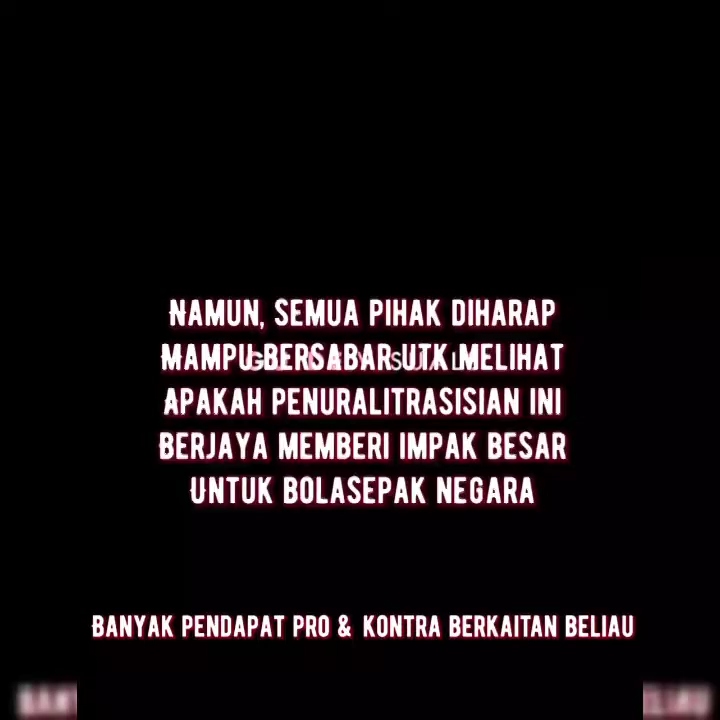 Namun, semua pihak diharap
mampu bersabar utk melihat
apakah penuralitrasisian ini
berjaya memberi impak besar
untuk bolasepak negara
Banyak pendapat pro & kontra berkaitan beliau